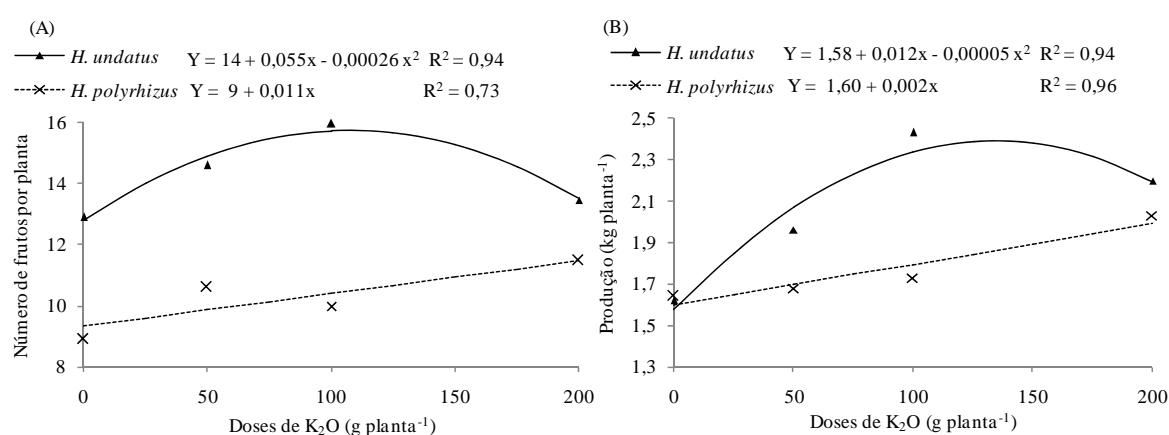 (A)
H. undatus Y = 14 + 0,055x - 0,00026 x² R² = 0,94
H. polyrhizus Y = 9 + 0,011x R² = 0,73
16
14
12
10
8
Número de frutos por planta
0 50 100 150 200
Doses de K₂O (g planta⁻¹)
(B)
H. undatus Y = 1,58 + 0,012x - 0,00005 x² R² = 0,94
H. polyrhizus Y = 1,60 + 0,002x R² = 0,96
2,5
2,3
2,1
1,9
1,7
1,5
1,3
Produção (kg planta⁻¹)
0 50 100 150 200
Doses de K₂O (g planta⁻¹)